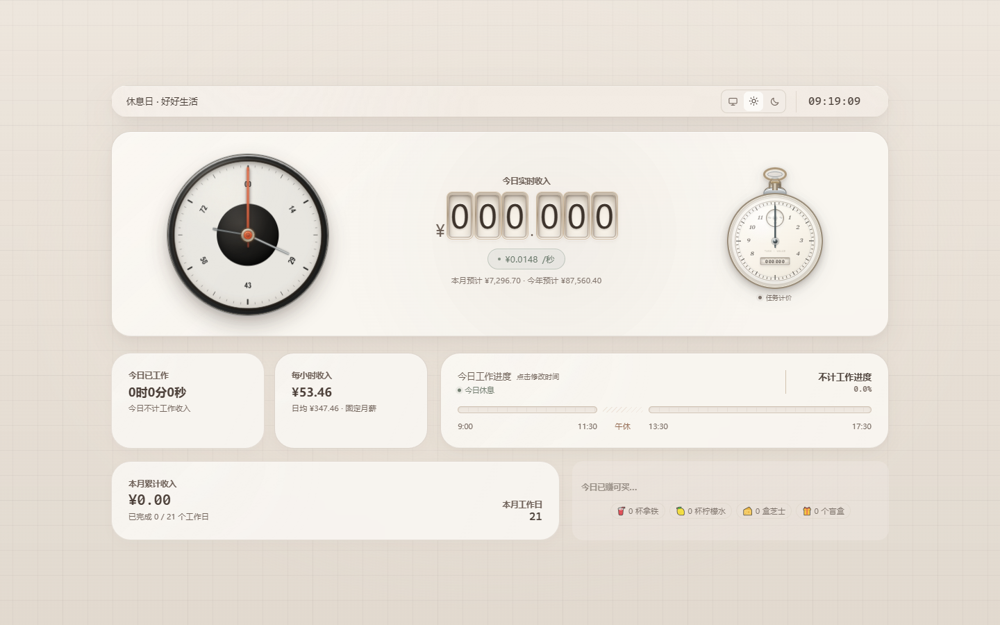 休息日 · 好好生活
09:19:09
00
14
29
43
58
72
今日实时收入
¥000.000
¥0.0148 /秒
本月预计 ¥7,296.70 · 今年预计 ¥87,560.40
11
1
10
2
9
3
8
4
000000
任务计价
今日已工作
0时0分0秒
今日不计工作收入
每小时收入
¥53.46
日均 ¥347.46 · 固定月薪
今日工作进度 点击修改时间
今日休息
不计工作进度
0.0%
9:00 11:30 午休 13:30 17:30
本月累计收入
¥0.00
已完成 0 / 21 个工作日
本月工作日
21
今日已赚可买...
0 杯拿铁 0 杯柠檬水 0 盒芝士 0 个盲盒